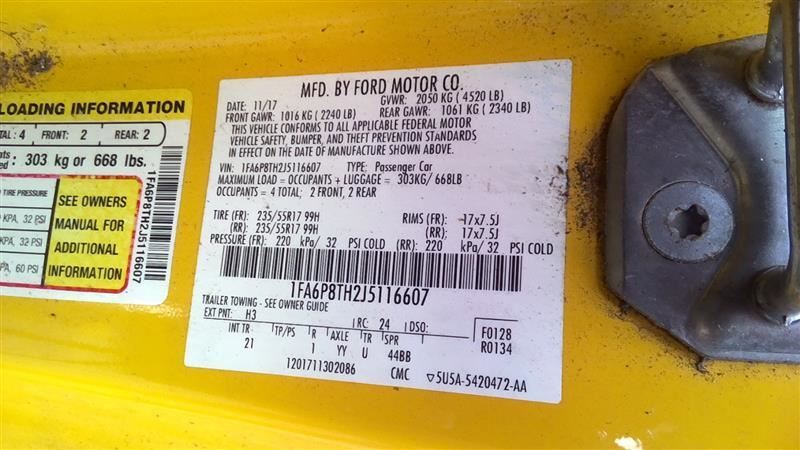 LOADING INFORMATION
TAL: 4 FRONT: 2 REAR: 2
303 kg or 668 lbs.
TIRE PRESSURE
KPA, 32 PSI
KPA, 32 PSI
PA, 60 PSI
SEE OWNERS
MANUAL FOR
ADDITIONAL
INFORMATION
1FA6P8TH2J5116607
MFD. BY FORD MOTOR CO.
DATE: 11/17 GVWR: 2050 KG ( 4520 LB)
FRONT GAWR: 1016 KG ( 2240 LB) REAR GAWR: 1061 KG ( 2340 LB)
THIS VEHICLE CONFORMS TO ALL APPLICABLE FEDERAL MOTOR
VEHICLE SAFETY, BUMPER, AND THEFT PREVENTION STANDARDS
IN EFFECT ON THE DATE OF MANUFACTURE SHOWN ABOVE.
VIN: 1FA6P8TH2J5116607 TYPE: Passenger Car
MAXIMUM LOAD = OCCUPANTS + LUGGAGE = 303KG/ 668LB
OCCUPANTS = 4 TOTAL; 2 FRONT, 2 REAR
TIRE (FR): 235/55R17 99H RIMS (FR): -17x7.5J
(RR): 235/55R17 99H (RR): -17x7.5J
PRESSURE (FR): 220 kPa/ 32 PSI COLD (RR): 220 kPa/ 32 PSI COLD
1FA6P8TH2J5116607
TRAILER TOWING - SEE OWNER GUIDE
EXT PNT: H3 RC: 24 DSO: F0128
R0134
INT TR TP/PS R AXLE TR SPR
21 1 YY U 44BB
1201711302086 CMC ▽5U5A-5420472-AA